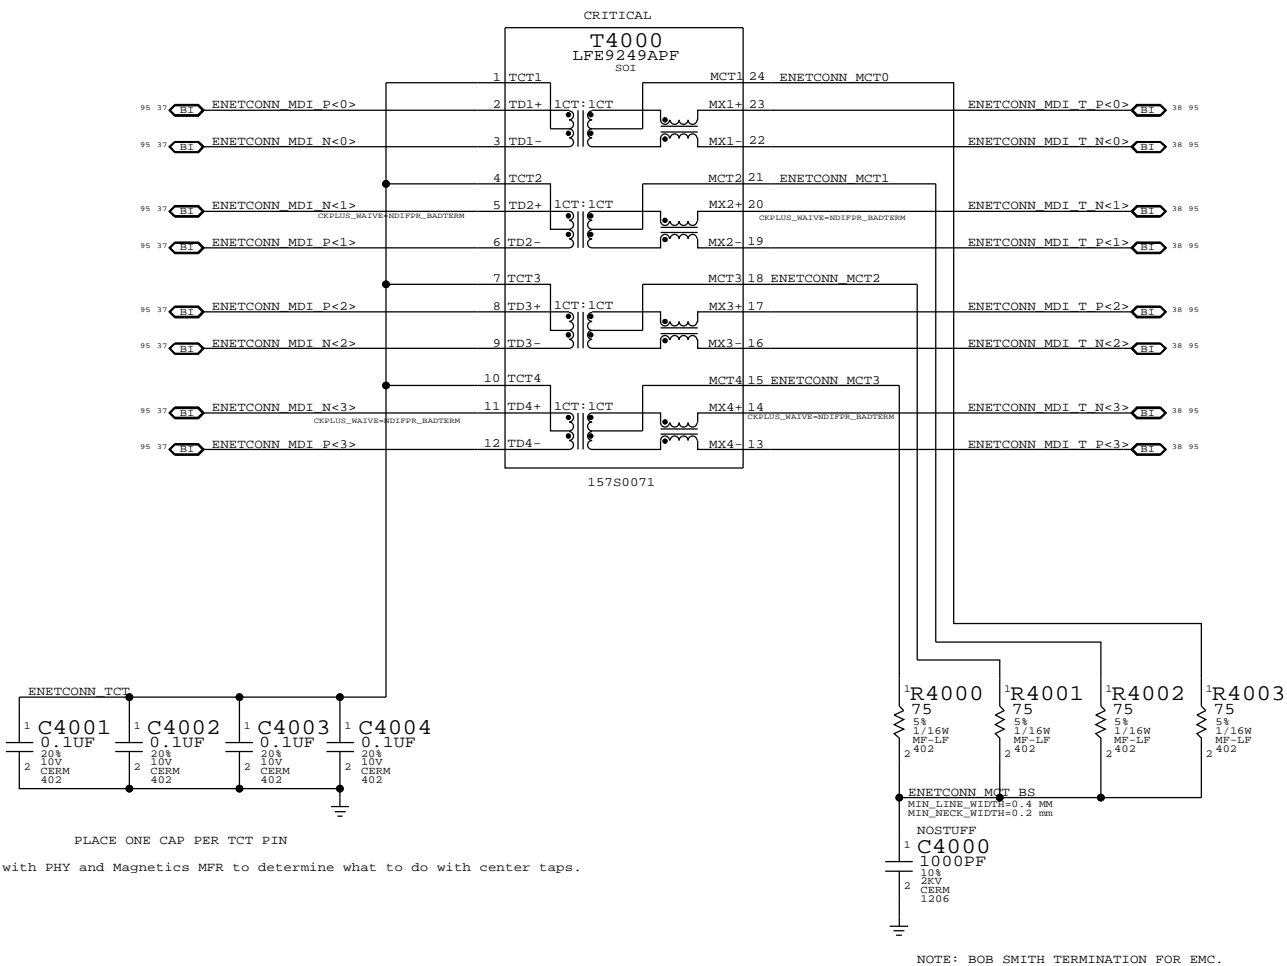 CRITICAL
T4000
LFE9249APF
SOI
1 TCT1 MCT1 24 ENETCONN_MCT0
95 37 BI ENETCONN_MDI_P<0> 2 TD1+ 1CT:1CT MX1+ 23 ENETCONN_MDI_T_P<0> BI 38 95
95 37 BI ENETCONN_MDI_N<0> 3 TD1- MX1- 22 ENETCONN_MDI_T_N<0> BI 38 95
4 TCT2 MCT2 21 ENETCONN_MCT1
95 37 BI ENETCONN_MDI_N<1> 5 TD2+ 1CT:1CT MX2+ 20 ENETCONN_MDI_T_N<1> BI 38 95
CKPLUS_WAIVE=NDIFPR_BADTERM CKPLUS_WAIVE=NDIFPR_BADTERM
95 37 BI ENETCONN_MDI_P<1> 6 TD2- MX2- 19 ENETCONN_MDI_T_P<1> BI 38 95
7 TCT3 MCT3 18 ENETCONN_MCT2
95 37 BI ENETCONN_MDI_P<2> 8 TD3+ 1CT:1CT MX3+ 17 ENETCONN_MDI_T_P<2> BI 38 95
95 37 BI ENETCONN_MDI_N<2> 9 TD3- MX3- 16 ENETCONN_MDI_T_N<2> BI 38 95
10 TCT4 MCT4 15 ENETCONN_MCT3
95 37 BI ENETCONN_MDI_N<3> 11 TD4+ 1CT:1CT MX4+ 14 ENETCONN_MDI_T_N<3> BI 38 95
CKPLUS_WAIVE=NDIFPR_BADTERM CKPLUS_WAIVE=NDIFPR_BADTERM
95 37 BI ENETCONN_MDI_P<3> 12 TD4- MX4- 13 ENETCONN_MDI_T_P<3> BI 38 95
157S0071
ENETCONN_TCT
1 C4001
0.1UF
20%
10V
2 CERM
402
1 C4002
0.1UF
20%
10V
2 CERM
402
1 C4003
0.1UF
20%
10V
2 CERM
402
1 C4004
0.1UF
20%
10V
2 CERM
402
1 R4000
75
5%
1/16W
MF-LF
2 402
1 R4001
75
5%
1/16W
MF-LF
2 402
1 R4002
75
5%
1/16W
MF-LF
2 402
1 R4003
75
5%
1/16W
MF-LF
2 402
ENETCONN_MCT_BS
MIN_LINE_WIDTH=0.4 MM
MIN_NECK_WIDTH=0.2 mm
NOSTUFF
1 C4000
1000PF
10%
2KV
2 CERM
1206
PLACE ONE CAP PER TCT PIN
with PHY and Magnetics MFR to determine what to do with center taps.
NOTE: BOB SMITH TERMINATION FOR EMC.